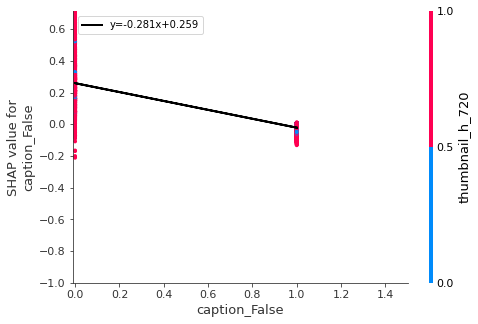 y=-0.281x+0.259
0.6
0.4
0.2
0.0
−0.2
−0.4
−0.6
−0.8
−1.0
SHAP value for
caption_False
0.0 0.2 0.4 0.6 0.8 1.0 1.2 1.4
caption_False
1.0
0.5
0.0
thumbnail_h_720